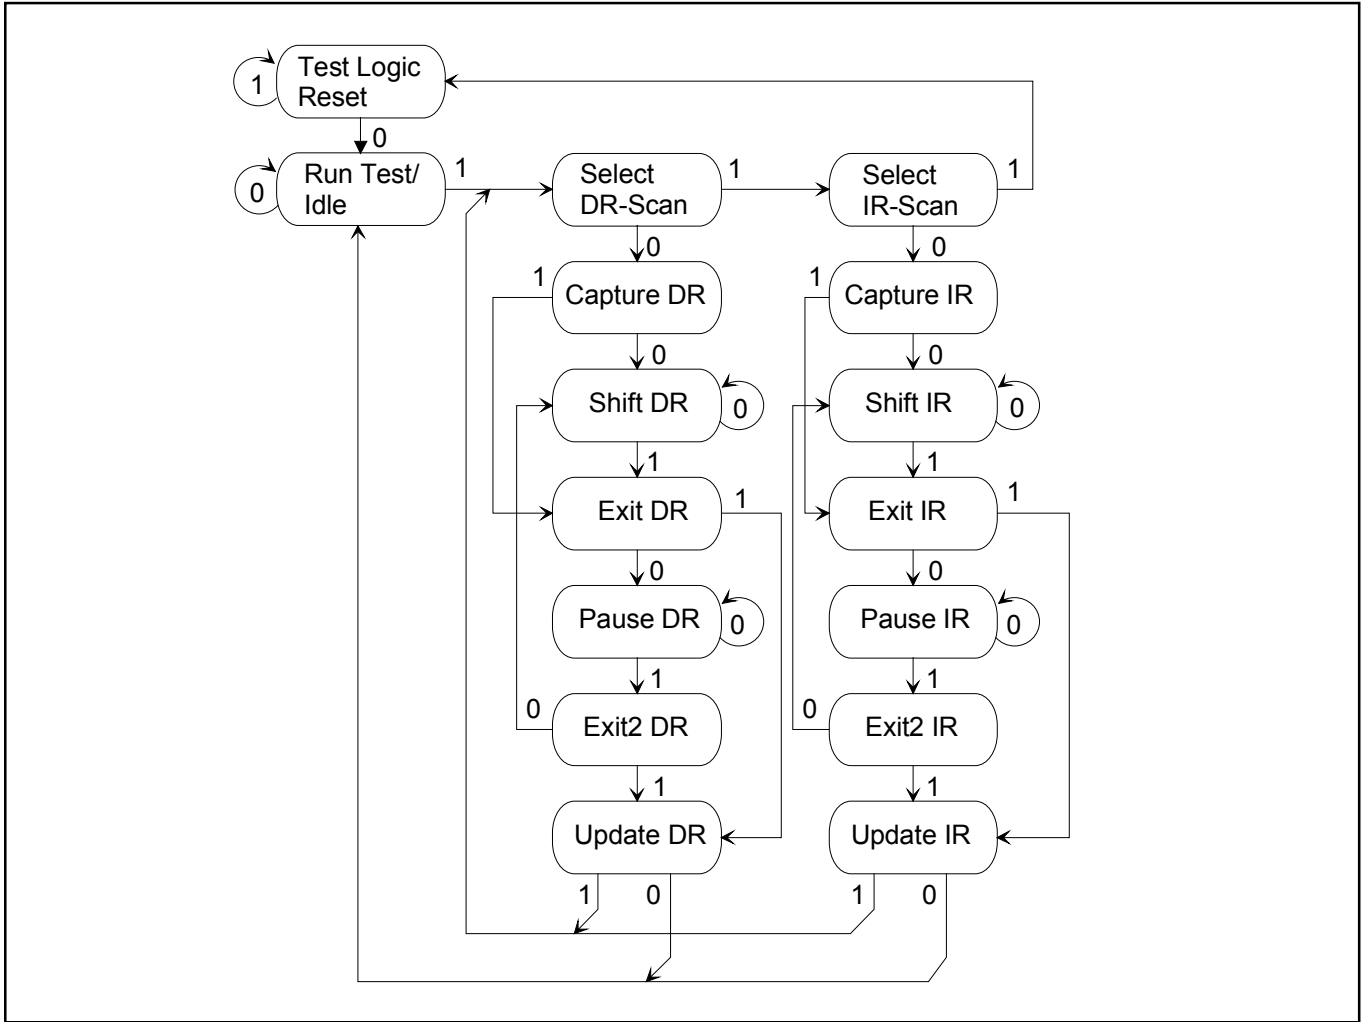 Test Logic
Reset
1
0
Run Test/
Idle
0
1
Select
DR-Scan
1
Select
IR-Scan
1
0
0
1
Capture DR
1
Capture IR
0
0
Shift DR
0
Shift IR
0
1
1
Exit DR
1
Exit IR
1
0
0
Pause DR
0
Pause IR
0
1
1
0
Exit2 DR
0
Exit2 IR
1
1
Update DR
Update IR
1
0
1
0